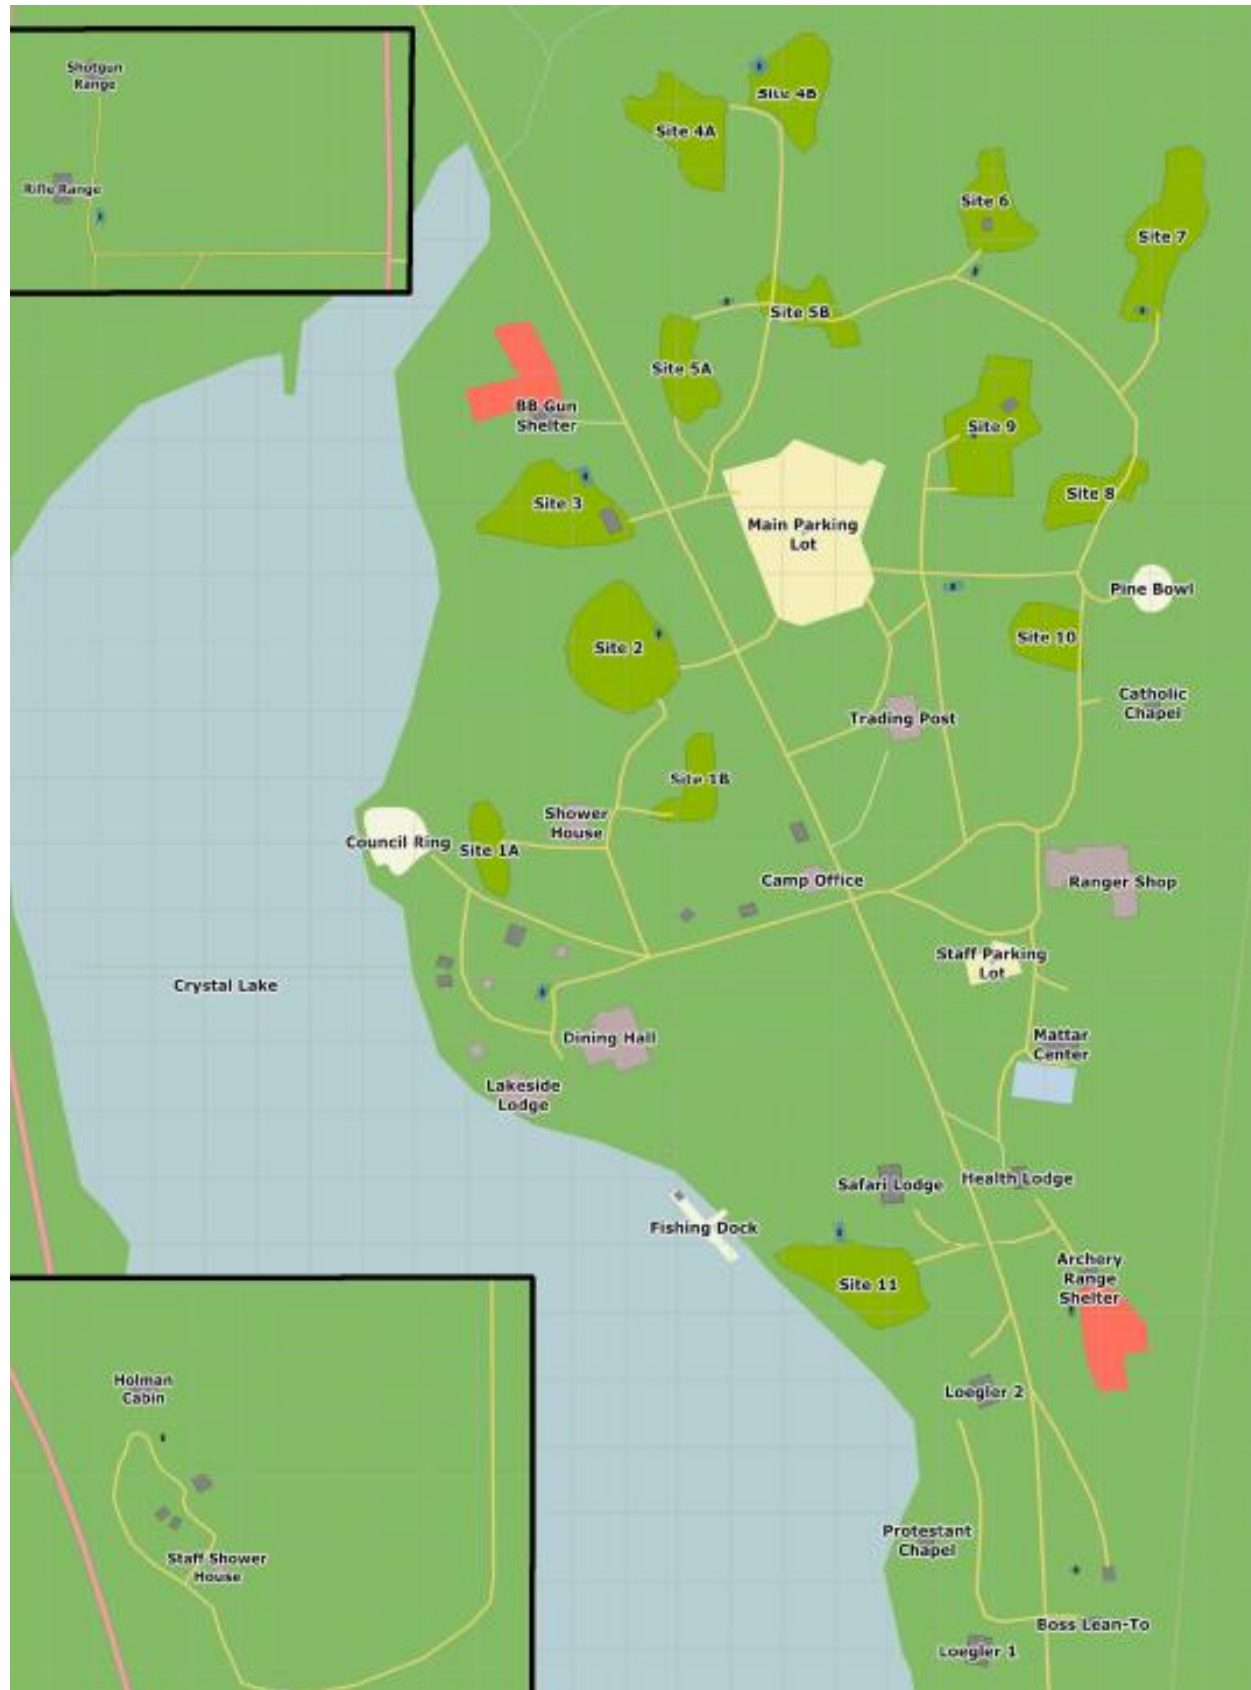 Shotgun
Range
Rifle Range
Site 4B
Site 4A
Site 6
Site 7
Site 5B
Site 5A
BB Gun
Shelter
Site 9
Site 8
Site 3
Main Parking
Lot
Pine Bowl
Site 2
Site 10
Catholic
Chapel
Trading Post
Site 1B
Shower
House
Council Ring
Site 1A
Camp Office
Ranger Shop
Staff Parking
Lot
Crystal Lake
Dining Hall
Mattar
Center
Lakeside
Lodge
Safari Lodge
Health Lodge
Fishing Dock
Archery
Range
Shelter
Site 11
Holman
Cabin
Loegler 2
Protestant
Chapel
Staff Shower
House
Boss Lean-To
Loegler 1